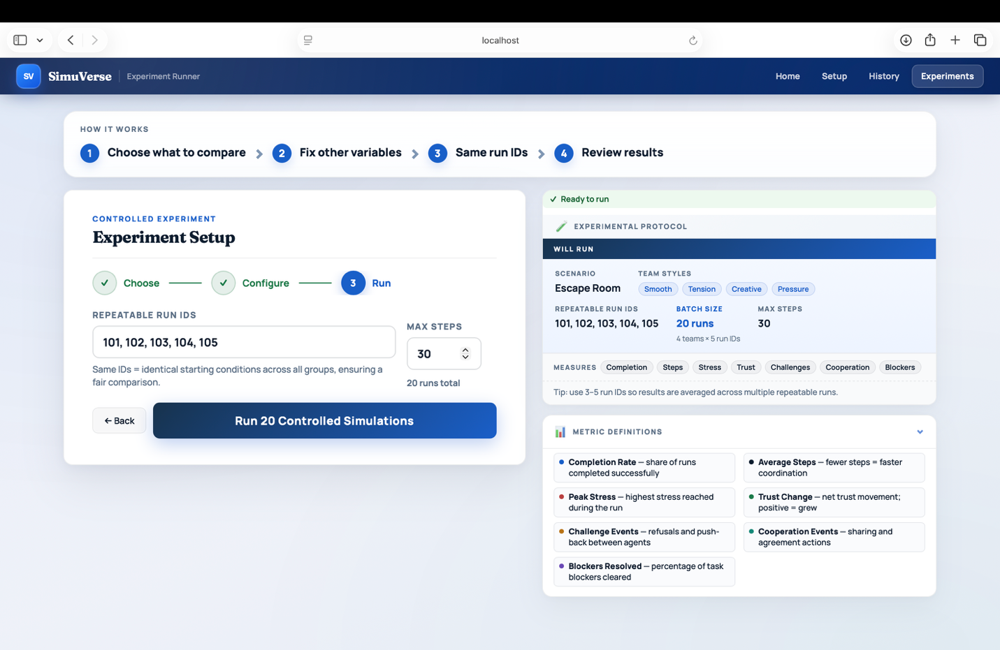 localhost
SV
SimuVerse
Experiment Runner
Home
Setup
History
Experiments
HOW IT WORKS
1 Choose what to compare
2 Fix other variables
3 Same run IDs
4 Review results
CONTROLLED EXPERIMENT
Experiment Setup
Choose
Configure
3 Run
REPEATABLE RUN IDS
101, 102, 103, 104, 105
Same IDs = identical starting conditions across all groups, ensuring a
fair comparison.
MAX STEPS
30
20 runs total
← Back
Run 20 Controlled Simulations
✓ Ready to run
EXPERIMENTAL PROTOCOL
WILL RUN
SCENARIO
Escape Room
TEAM STYLES
Smooth
Tension
Creative
Pressure
REPEATABLE RUN IDS
101, 102, 103, 104, 105
BATCH SIZE
20 runs
4 teams × 5 run IDs
MAX STEPS
30
MEASURES
Completion
Steps
Stress
Trust
Challenges
Cooperation
Blockers
Tip: use 3–5 run IDs so results are averaged across multiple repeatable runs.
METRIC DEFINITIONS
Completion Rate — share of runs
completed successfully
Average Steps — fewer steps = faster
coordination
Peak Stress — highest stress reached
during the run
Trust Change — net trust movement;
positive = grew
Challenge Events — refusals and push-
back between agents
Cooperation Events — sharing and
agreement actions
Blockers Resolved — percentage of task
blockers cleared